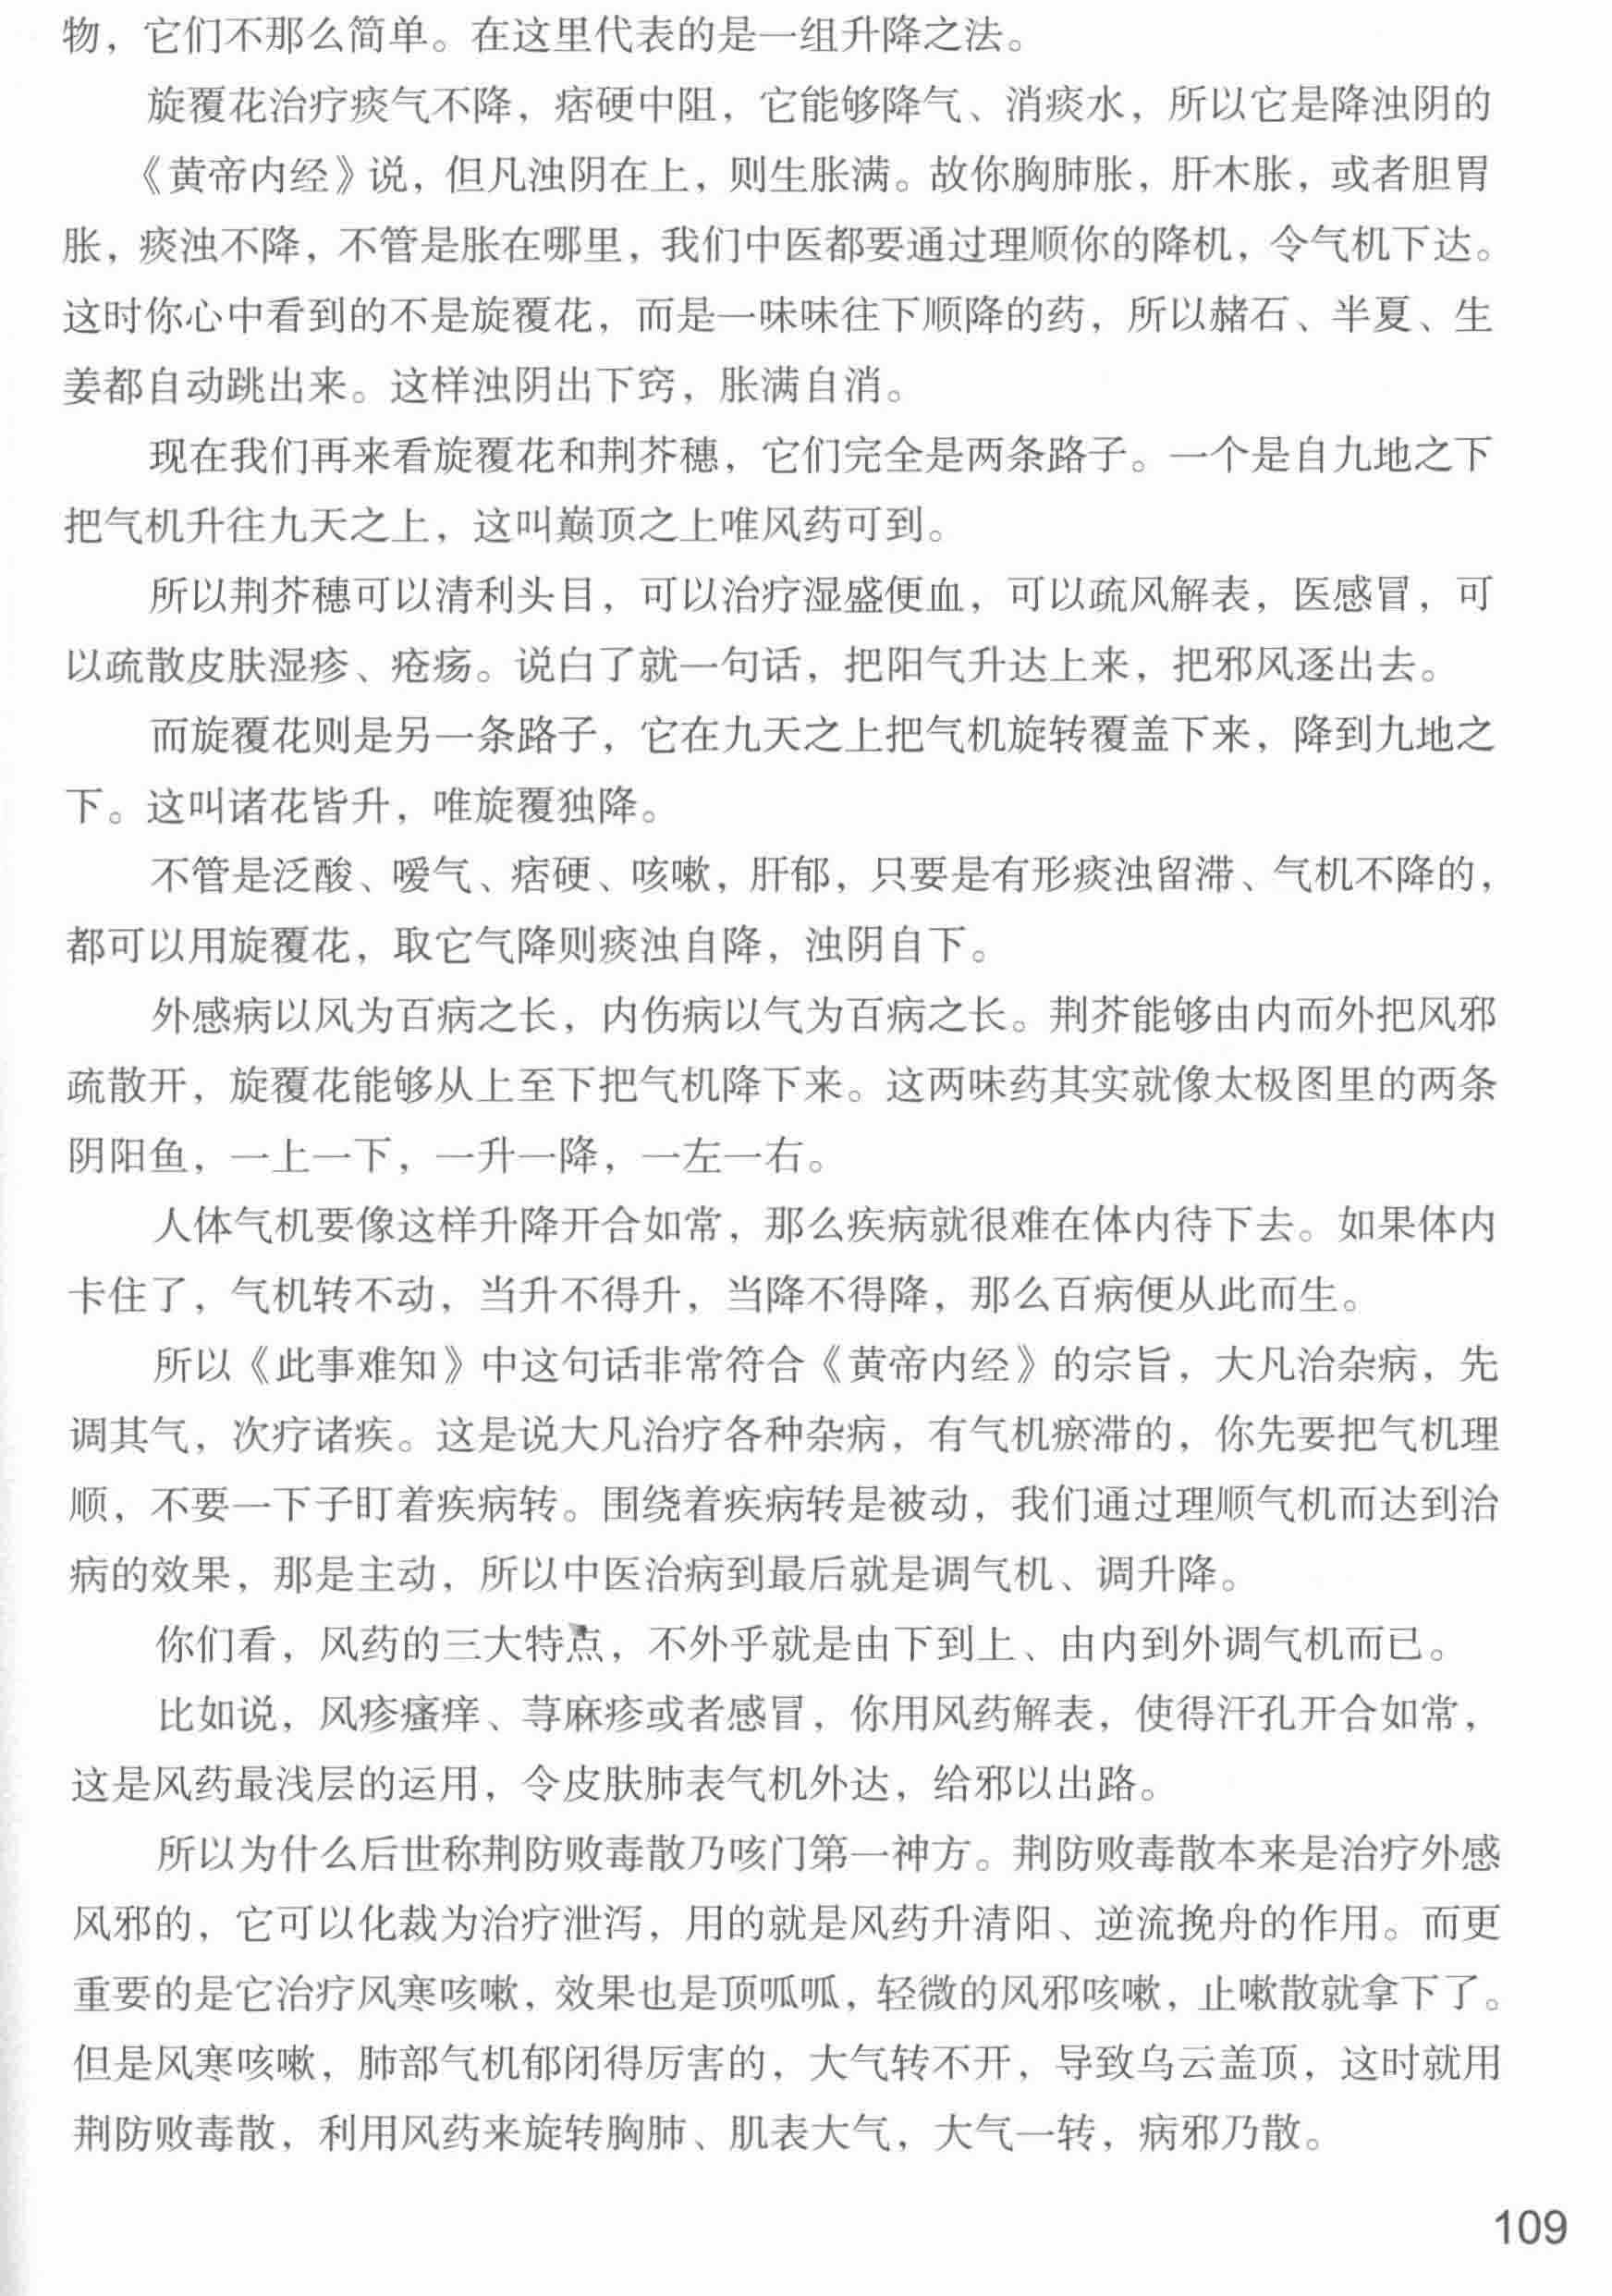 物，它们不那么简单。在这里代表的是一组升降之法。
旋覆花治疗痰气不降，痞硬中阻，它能够降气、消痰水，所以它是降浊阴的
《黄帝内经》说，但凡浊阴在上，则生胀满。故你胸肺胀，肝木胀，或者胆胃
胀，痰浊不降，不管是胀在哪里，我们中医都要通过理顺你的降机，令气机下达。
这时你心中看到的不是旋覆花，而是一味味往下顺降的药，所以赭石、半夏、生
姜都自动跳出来。这样浊阴出下窍，胀满自消。
现在我们再来看旋覆花和荆芥穗，它们完全是两条路子。一个是自九地之下
把气机升往九天之上，这叫巅顶之上唯风药可到。
所以荆芥穗可以清利头目，可以治疗湿盛便血，可以疏风解表，医感冒，可
以疏散皮肤湿疹、疮疡。说白了就一句话，把阳气升达上来，把邪风逐出去。
而旋覆花则是另一条路子，它在九天之上把气机旋转覆盖下来，降到九地之
下。这叫诸花皆升，唯旋覆独降。
不管是泛酸、嗳气、痞硬、咳嗽，肝郁，只要是有形痰浊留滞、气机不降的，
都可以用旋覆花，取它气降则痰浊自降，浊阴自下。
外感病以风为百病之长，内伤病以气为百病之长。荆芥能够由内而外把风邪
疏散开，旋覆花能够从上至下把气机降下来。这两味药其实就像太极图里的两条
阴阳鱼，一上一下，一升一降，一左一右。
人体气机要像这样升降开合如常，那么疾病就很难在体内待下去。如果体内
卡住了，气机转不动，当升不得升，当降不得降，那么百病便从此而生。
所以《此事难知》中这句话非常符合《黄帝内经》的宗旨，大凡治杂病，先
调其气，次疗诸疾。这是说大凡治疗各种杂病，有气机瘀滞的，你先要把气机理
顺，不要一下子盯着疾病转。围绕着疾病转是被动，我们通过理顺气机而达到治
病的效果，那是主动，所以中医治病到最后就是调气机、调升降。
你们看，风药的三大特点，不外乎就是由下到上、由内到外调气机而已。
比如说，风疹瘙痒、荨麻疹或者感冒，你用风药解表，使得汗孔开合如常，
这是风药最浅层的运用，令皮肤肺表气机外达，给邪以出路。
所以为什么后世称荆防败毒散乃咳门第一神方。荆防败毒散本来是治疗外感
风邪的，它可以化裁为治疗泄泻，用的就是风药升清阳、逆流挽舟的作用。而更
重要的是它治疗风寒咳嗽，效果也是顶呱呱，轻微的风邪咳嗽，止嗽散就拿下了。
但是风寒咳嗽，肺部气机郁闭得厉害的，大气转不开，导致乌云盖顶，这时就用
荆防败毒散，利用风药来旋转胸肺、肌表大气，大气一转，病邪乃散。
109